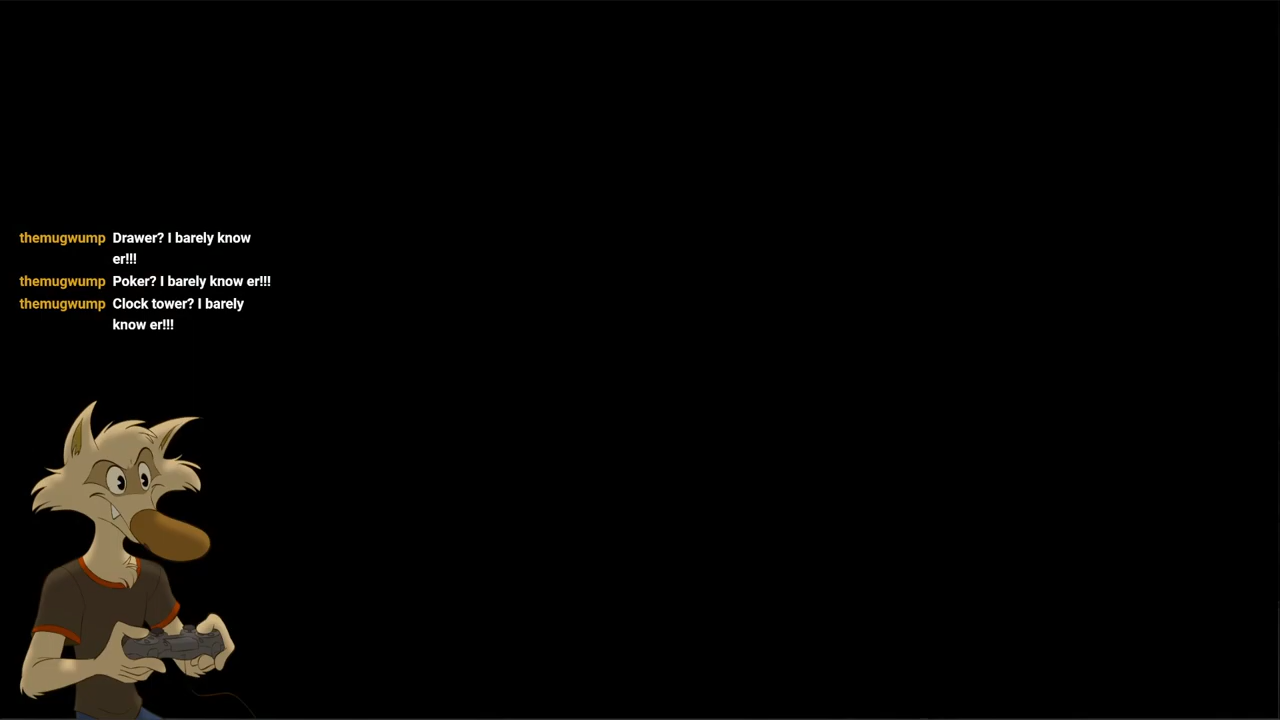 themugwump Drawer? I barely know
er!!!
themugwump Poker? I barely know er!!!
themugwump Clock tower? I barely
know er!!!